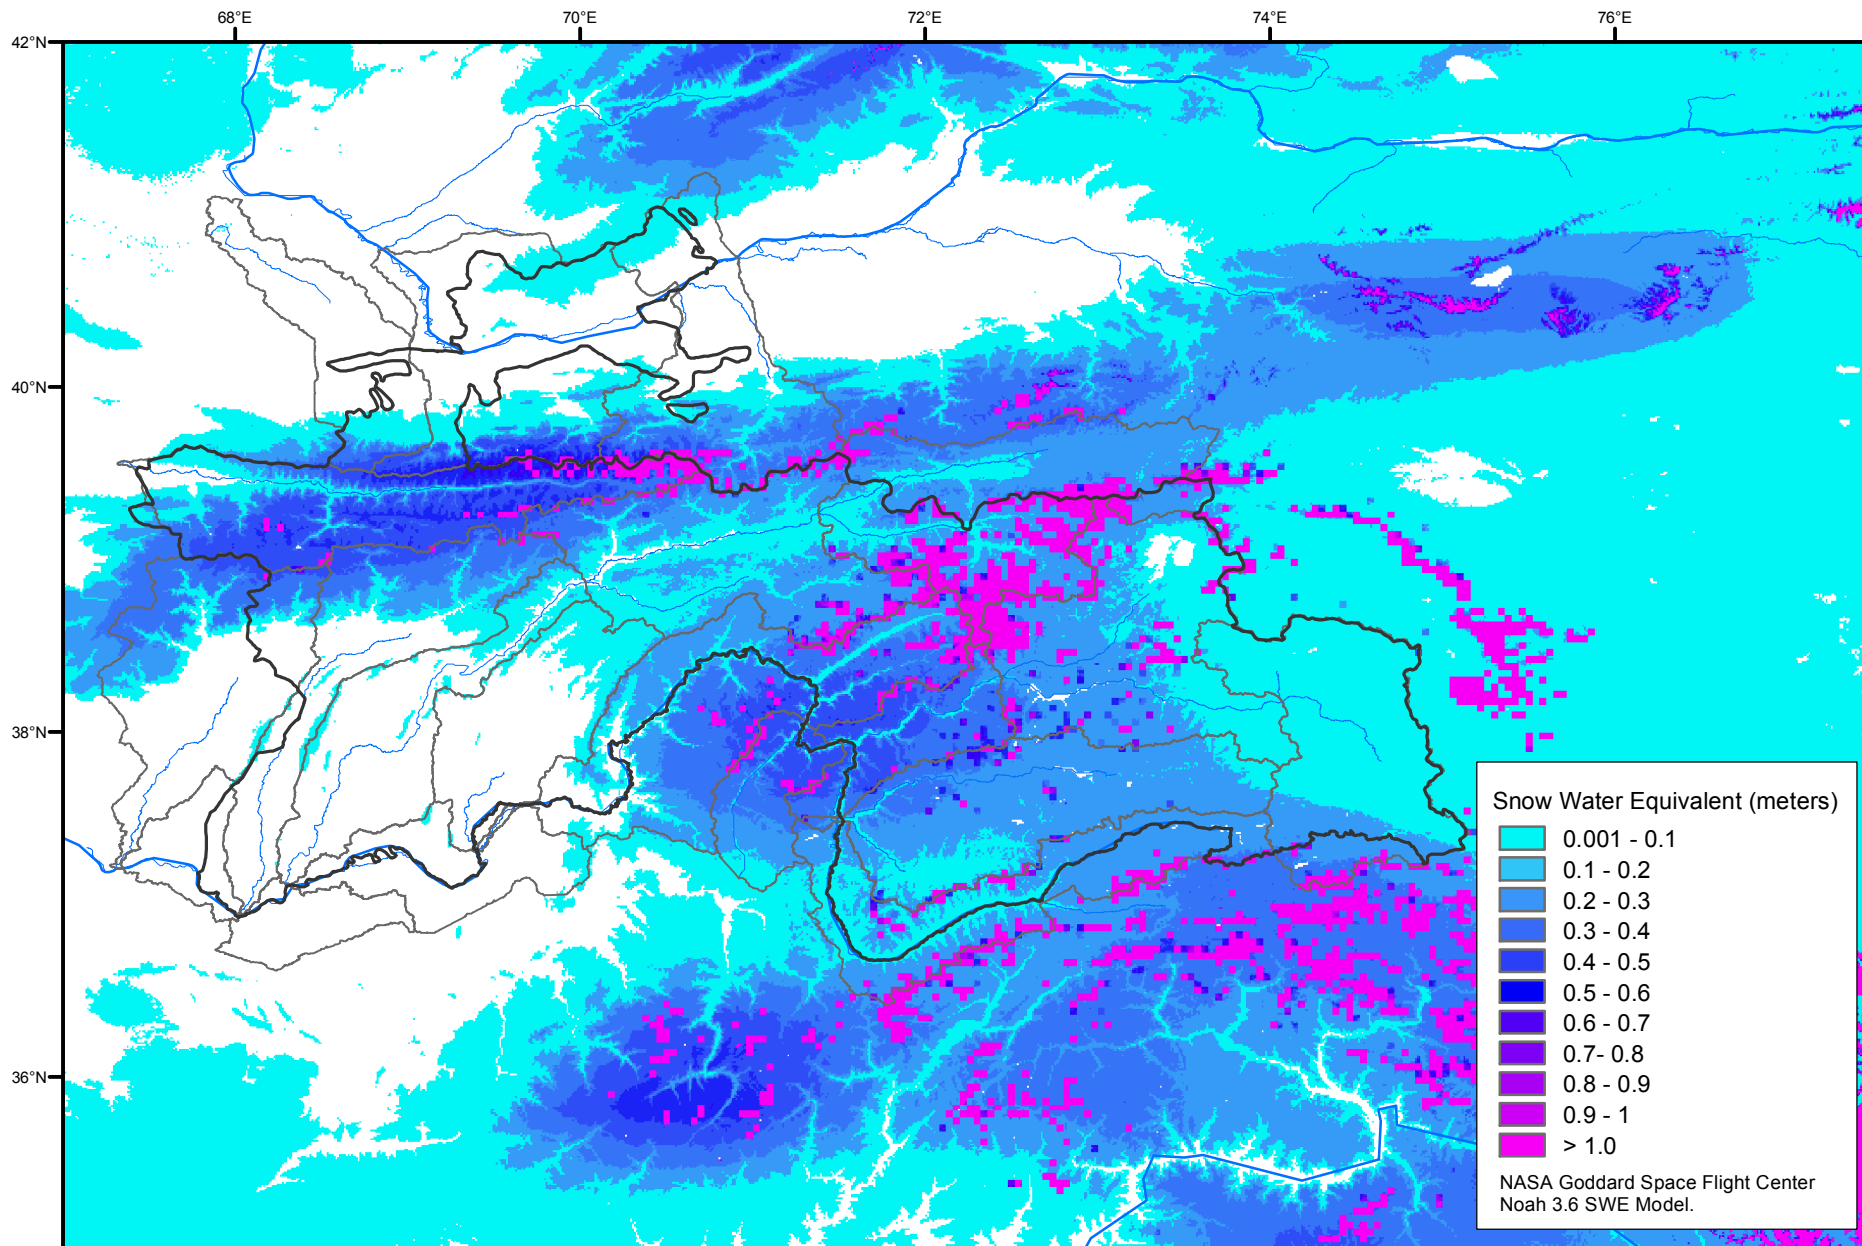 68°E 70°E 72°E 74°E 76°E
42°N
40°N
38°N
36°N
Snow Water Equivalent (meters)
0.001 - 0.1
0.1 - 0.2
0.2 - 0.3
0.3 - 0.4
0.4 - 0.5
0.5 - 0.6
0.6 - 0.7
0.7- 0.8
0.8 - 0.9
0.9 - 1
> 1.0
NASA Goddard Space Flight Center
Noah 3.6 SWE Model.